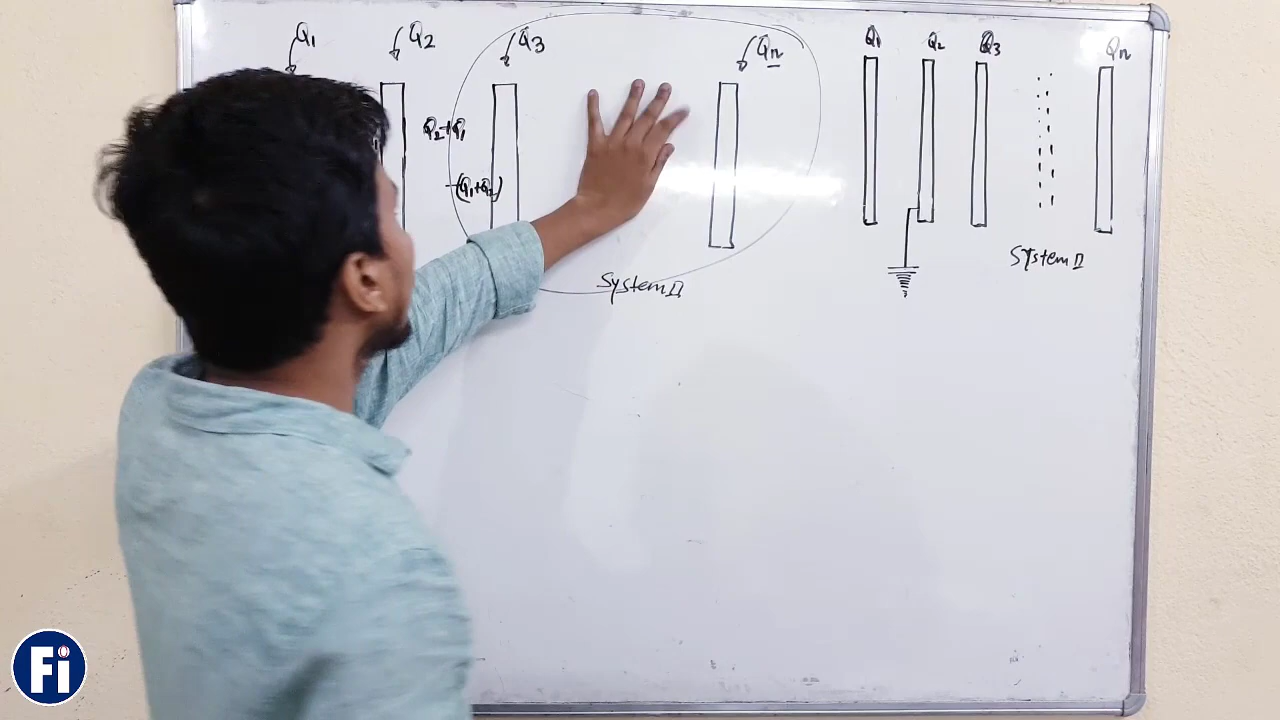 Q1 Q2 Q3 Qn
Q2+Q1
-(Q1+Q2)
System II
Q1 Q2 Q3 Qn
System II
Fi